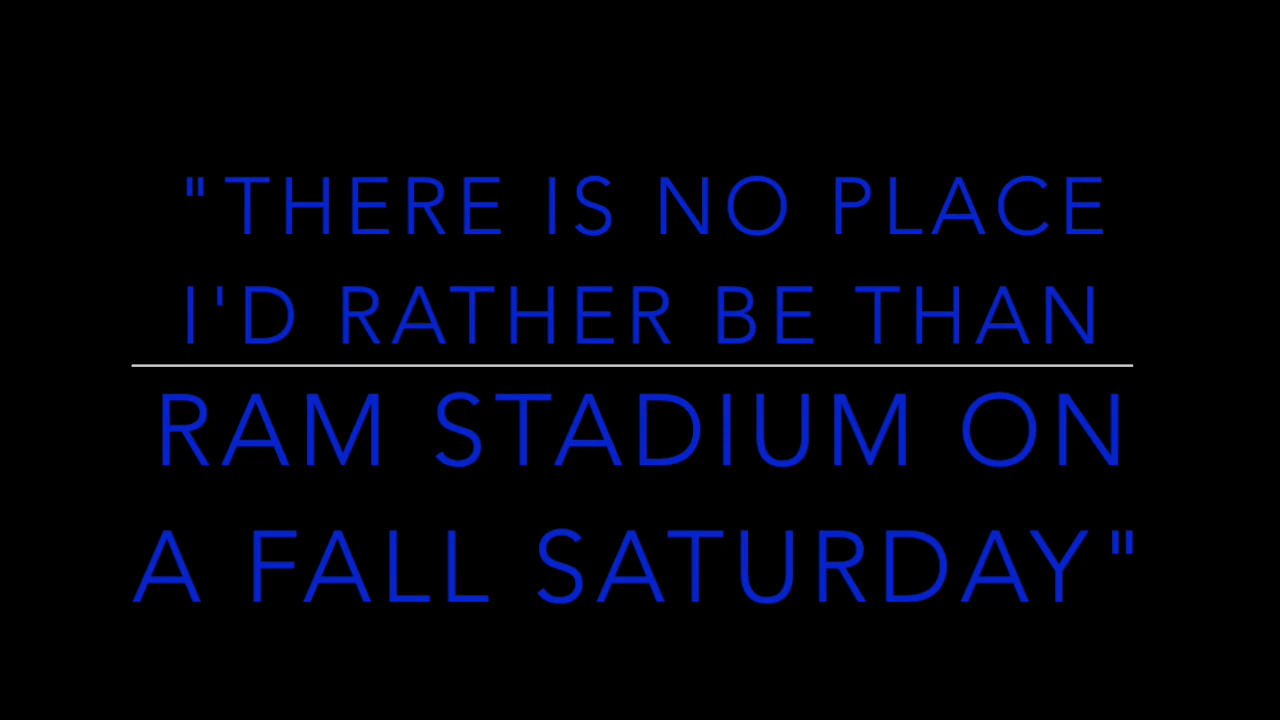 "THERE IS NO PLACE
I'D RATHER BE THAN
RAM STADIUM ON
A FALL SATURDAY"